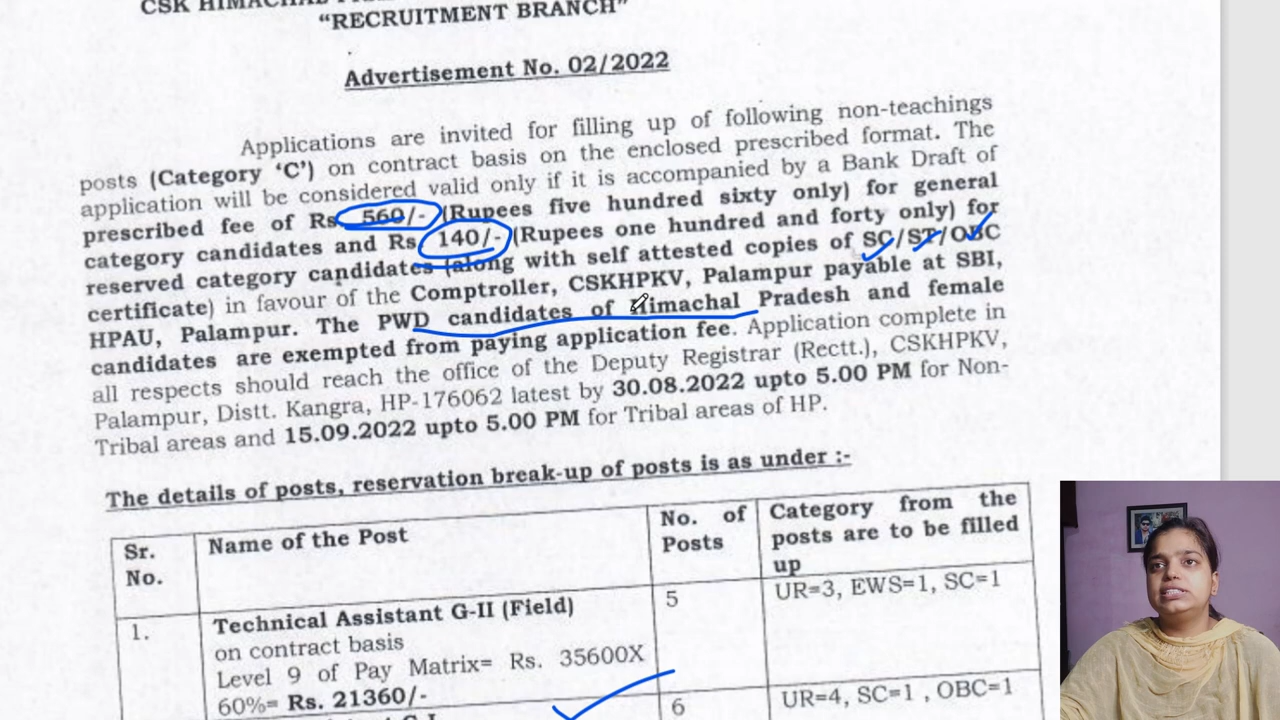 CSK HIMACHAL
“RECRUITMENT BRANCH”
Advertisement No. 02/2022
Applications are invited for filling up of following non-teachings
posts (Category ‘C’) on contract basis on the enclosed prescribed format. The
application will be considered valid only if it is accompanied by a Bank Draft of
prescribed fee of Rs 560/- (Rupees five hundred sixty only) for general
category candidates and Rs 140/- (Rupees one hundred and forty only) for
reserved category candidates (along with self attested copies of SC/ST/OBC
certificate) in favour of the Comptroller, CSKHPKV, Palampur payable at SBI,
HPAU, Palampur. The PWD candidates of Himachal Pradesh and female
candidates are exempted from paying application fee. Application complete in
all respects should reach the office of the Deputy Registrar (Rectt.), CSKHPKV,
Palampur, Distt. Kangra, HP-176062 latest by 30.08.2022 upto 5.00 PM for Non-
Tribal areas and 15.09.2022 upto 5.00 PM for Tribal areas of HP.
The details of posts, reservation break-up of posts is as under :-
Sr. No. Name of the Post No. of Posts Category from the posts are to be filled up
1. Technical Assistant G-II (Field) 5 UR=3, EWS=1, SC=1
on contract basis
Level 9 of Pay Matrix= Rs. 35600X
60%= Rs. 21360/-
6 UR=4, SC=1 , OBC=1